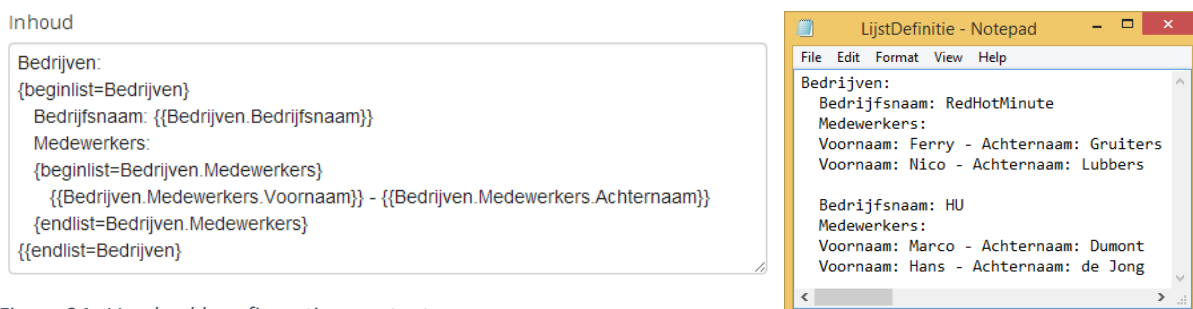 Inhoud
Bedrijven:
{beginlist=Bedrijven}
Bedrijfsnaam: {{Bedrijven.Bedrijfsnaam}}
Medewerkers:
{beginlist=Bedrijven.Medewerkers}
{{Bedrijven.Medewerkers.Voornaam}} - {{Bedrijven.Medewerkers.Achternaam}}
{endlist=Bedrijven.Medewerkers}
{{endlist=Bedrijven}
LijstDefinitie - Notepad
File Edit Format View Help
Bedrijven:
Bedrijfsnaam: RedHotMinute
Medewerkers:
Voornaam: Ferry - Achternaam: Gruiters
Voornaam: Nico - Achternaam: Lubbers
Bedrijfsnaam: HU
Medewerkers:
Voornaam: Marco - Achternaam: Dumont
Voornaam: Hans - Achternaam: de Jong